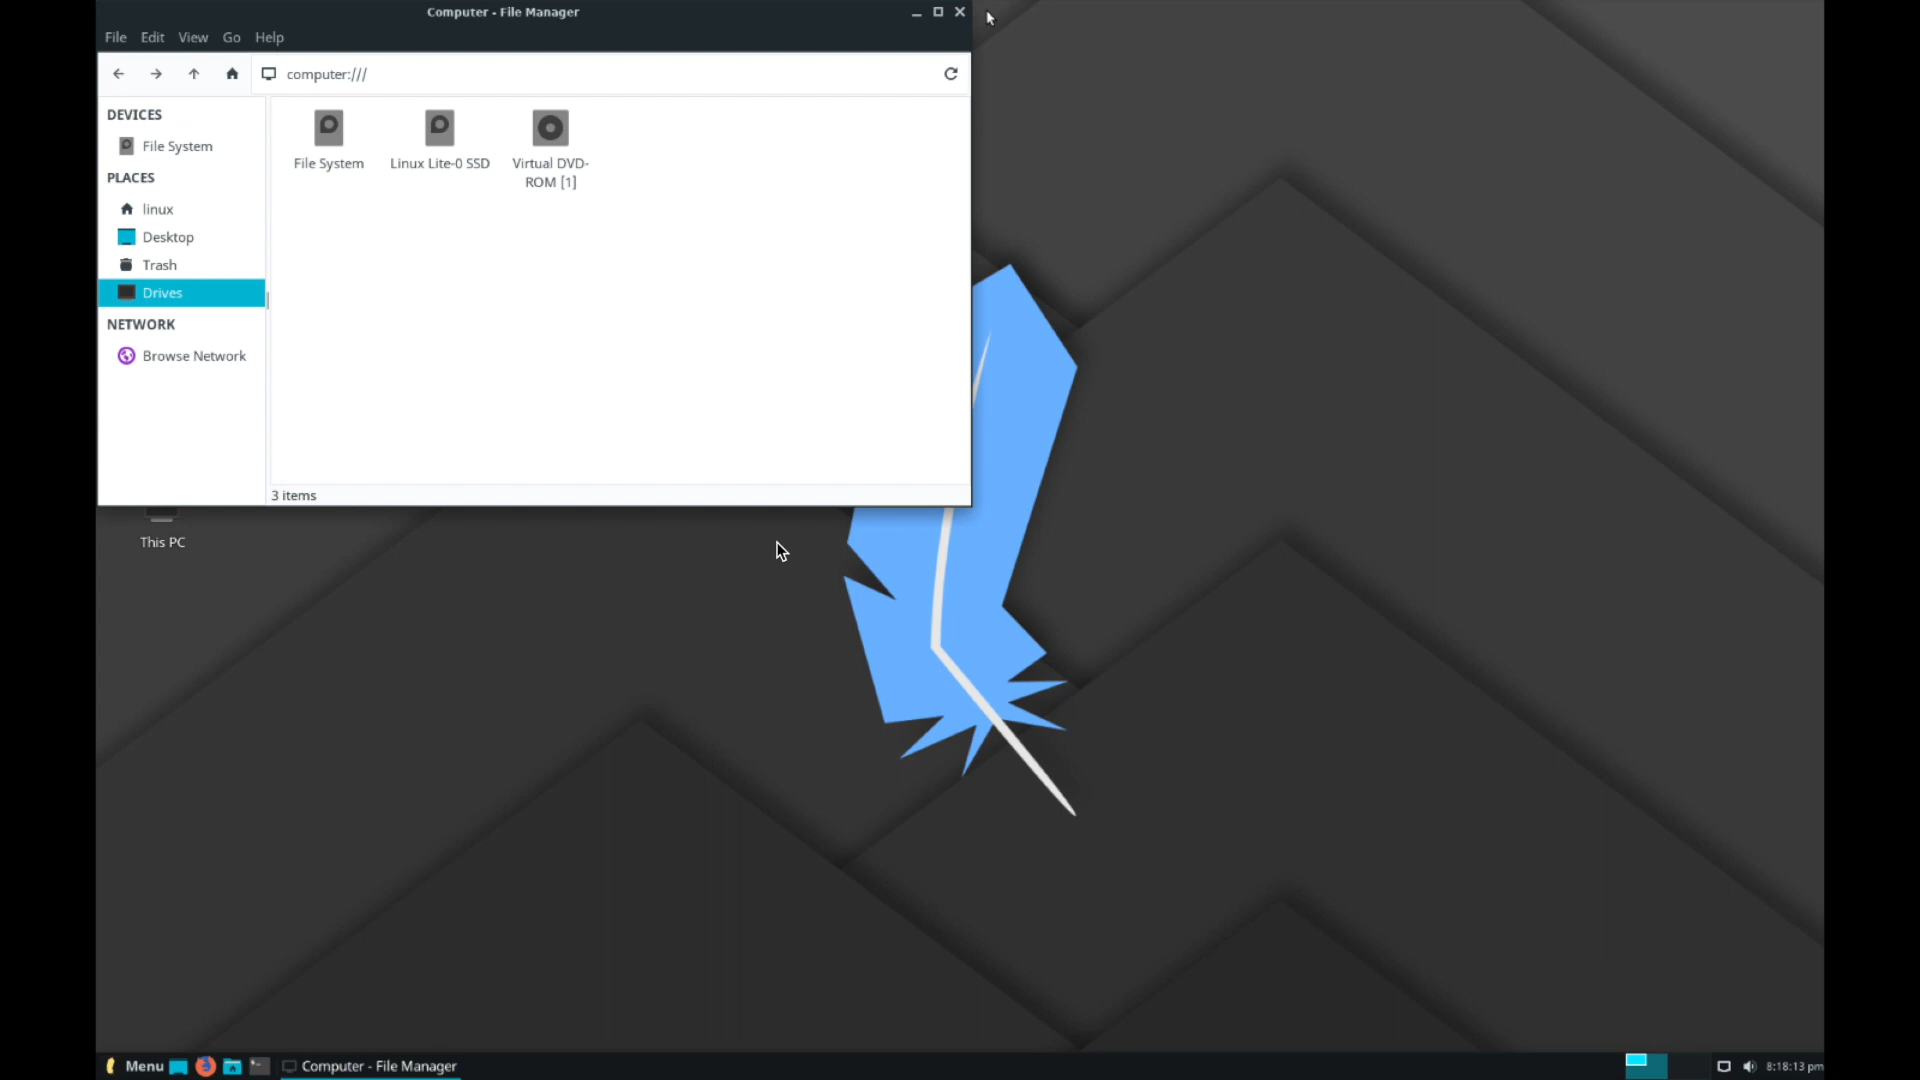 Computer - File Manager
File Edit View Go Help
computer:///
DEVICES
File System
PLACES
linux
Desktop
Trash
Drives
NETWORK
Browse Network
File System
Linux Lite-0 SSD
Virtual DVD-
ROM [1]
3 items
This PC
Menu
Computer - File Manager
8:18:13 pm